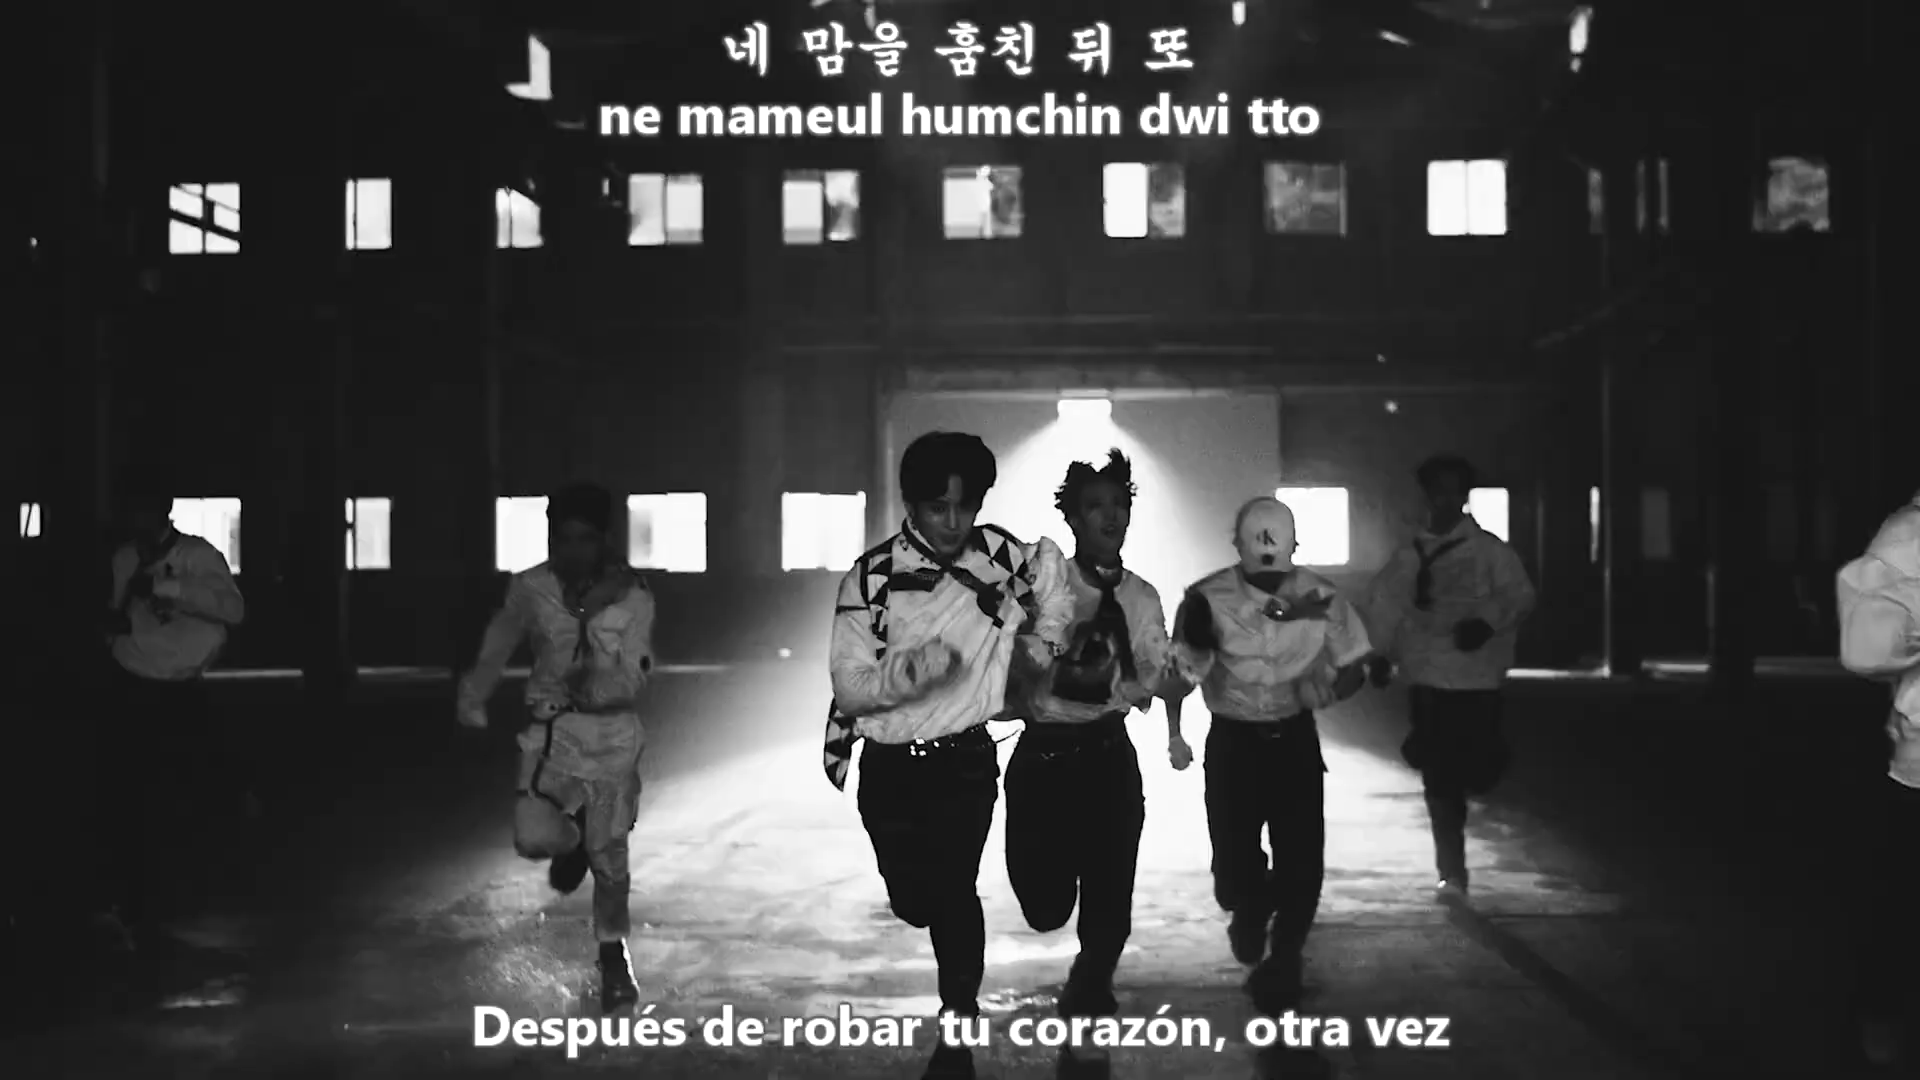 네 맘을 훔친 뒤 또
ne mameul humchin dwi tto
Después de robar tu corazón, otra vez